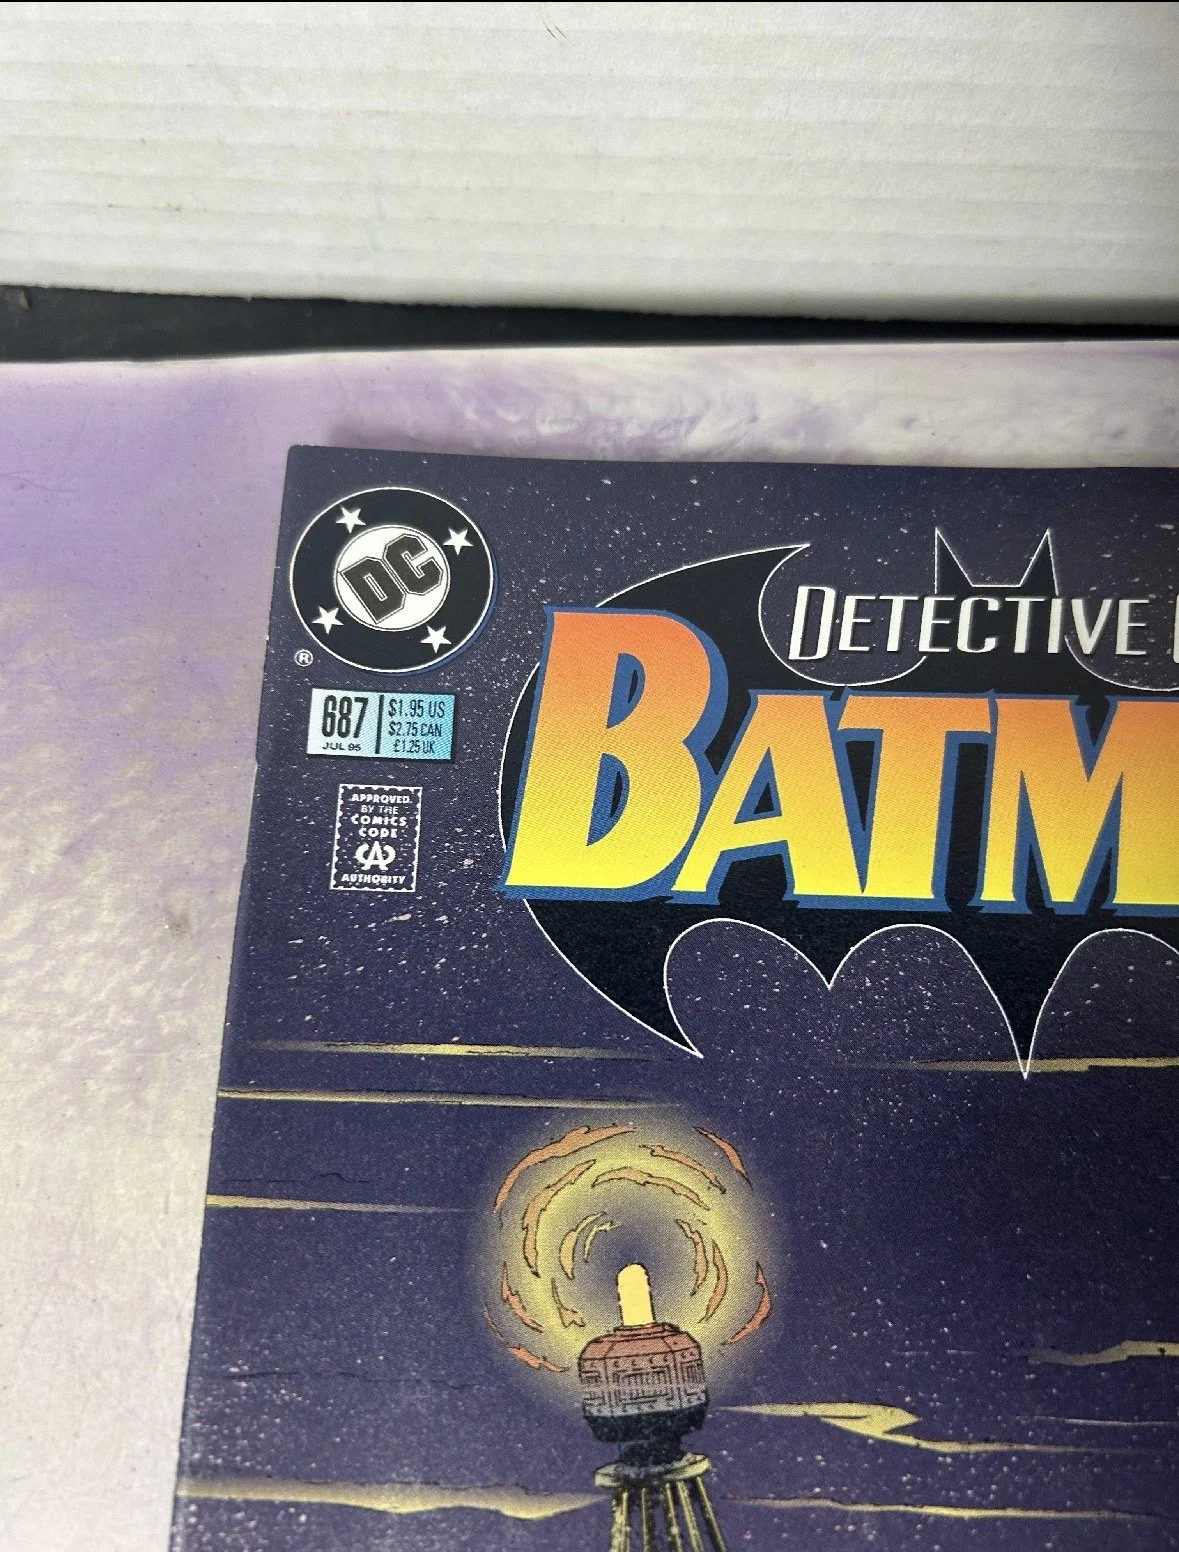 DC
®
DETECTIVE
BATM
687
JUL 95
$1.95 US
$2.75 CAN
£1.25 UK
APPROVED
BY THE
COMICS
CODE
CA
AUTHORITY